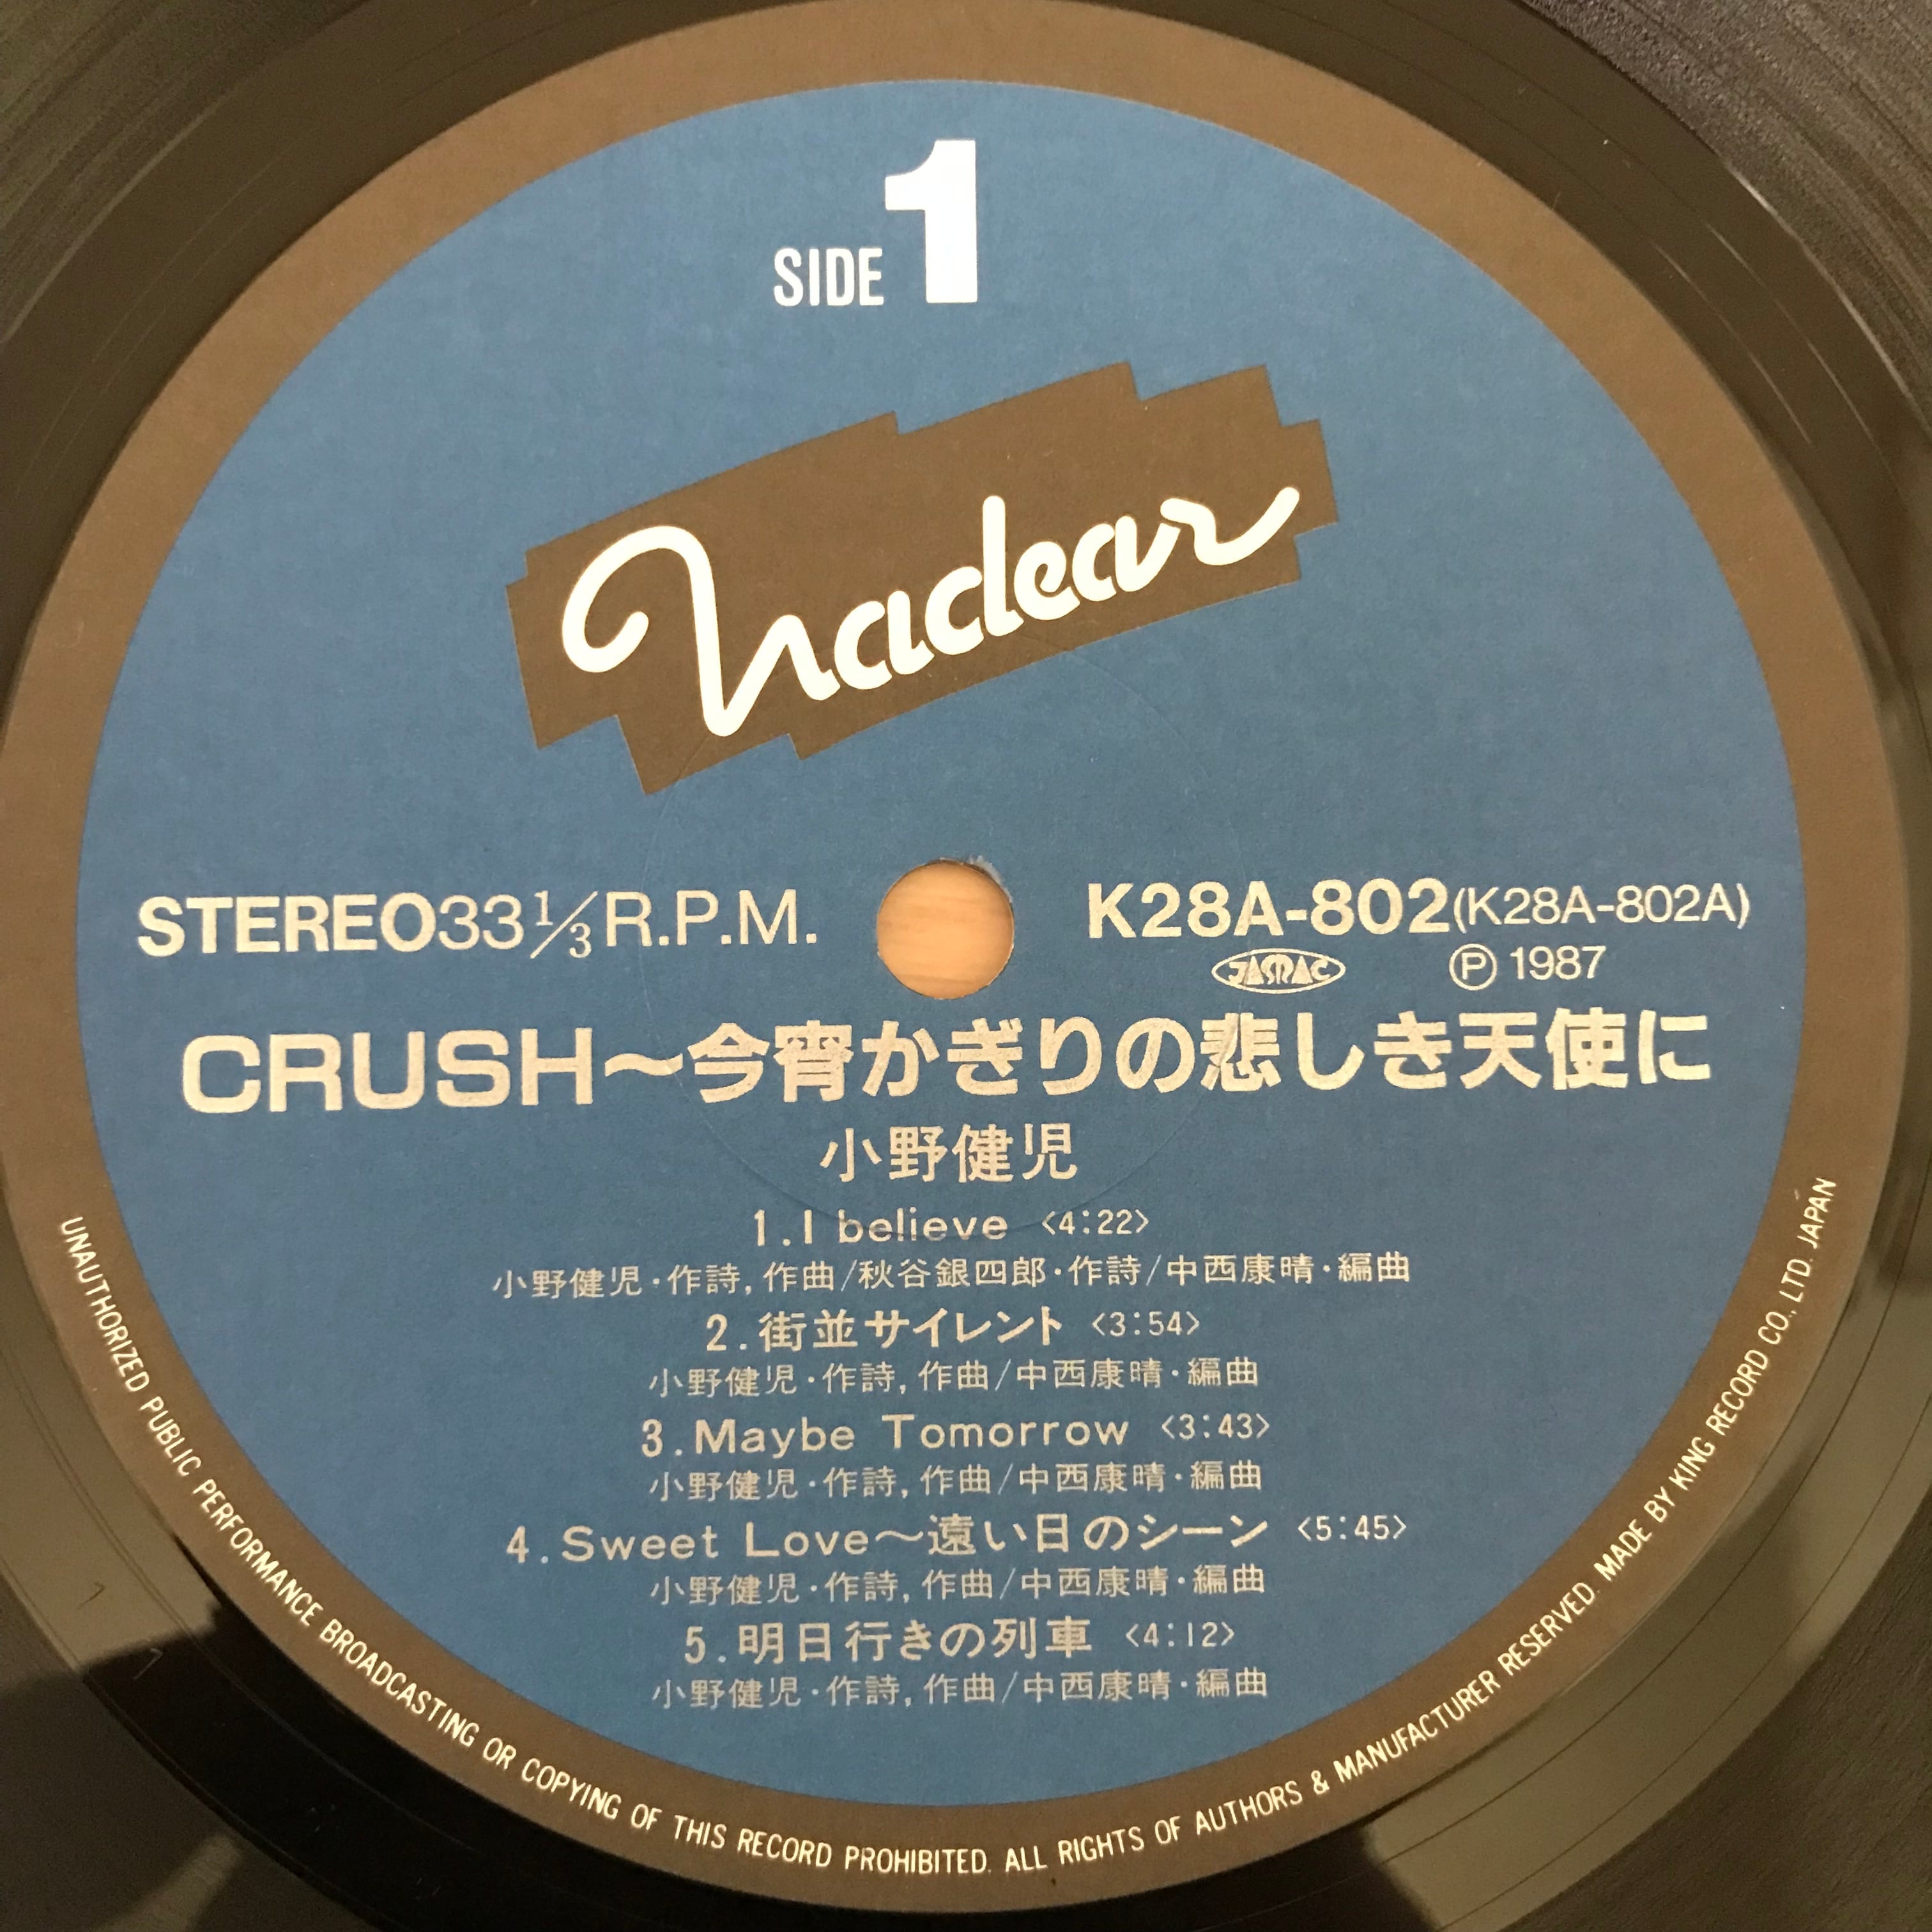 SIDE 1
Naclear
STEREO 33 1/3 R.P.M.
K28A-802 (K28A-802A)
JASRAC Ⓟ 1987
CRUSH〜今宵かぎりの悲しき天使に
小野健児
1. I believe 〈4:22〉
小野健児・作詩, 作曲/秋谷銀四郎・作詩/中西康晴・編曲
2. 街並サイレント 〈3:54〉
小野健児・作詩, 作曲/中西康晴・編曲
3. Maybe Tomorrow 〈3:43〉
小野健児・作詩, 作曲/中西康晴・編曲
4. Sweet Love〜遠い日のシーン 〈5:45〉
小野健児・作詩, 作曲/中西康晴・編曲
5. 明日行きの列車 〈4:12〉
小野健児・作詩, 作曲/中西康晴・編曲
UNAUTHORIZED PUBLIC PERFORMANCE BROADCASTING OR COPYING OF THIS RECORD PROHIBITED. ALL RIGHTS OF AUTHORS & MANUFACTURER RESERVED. MADE BY KING RECORD CO., LTD. JAPAN